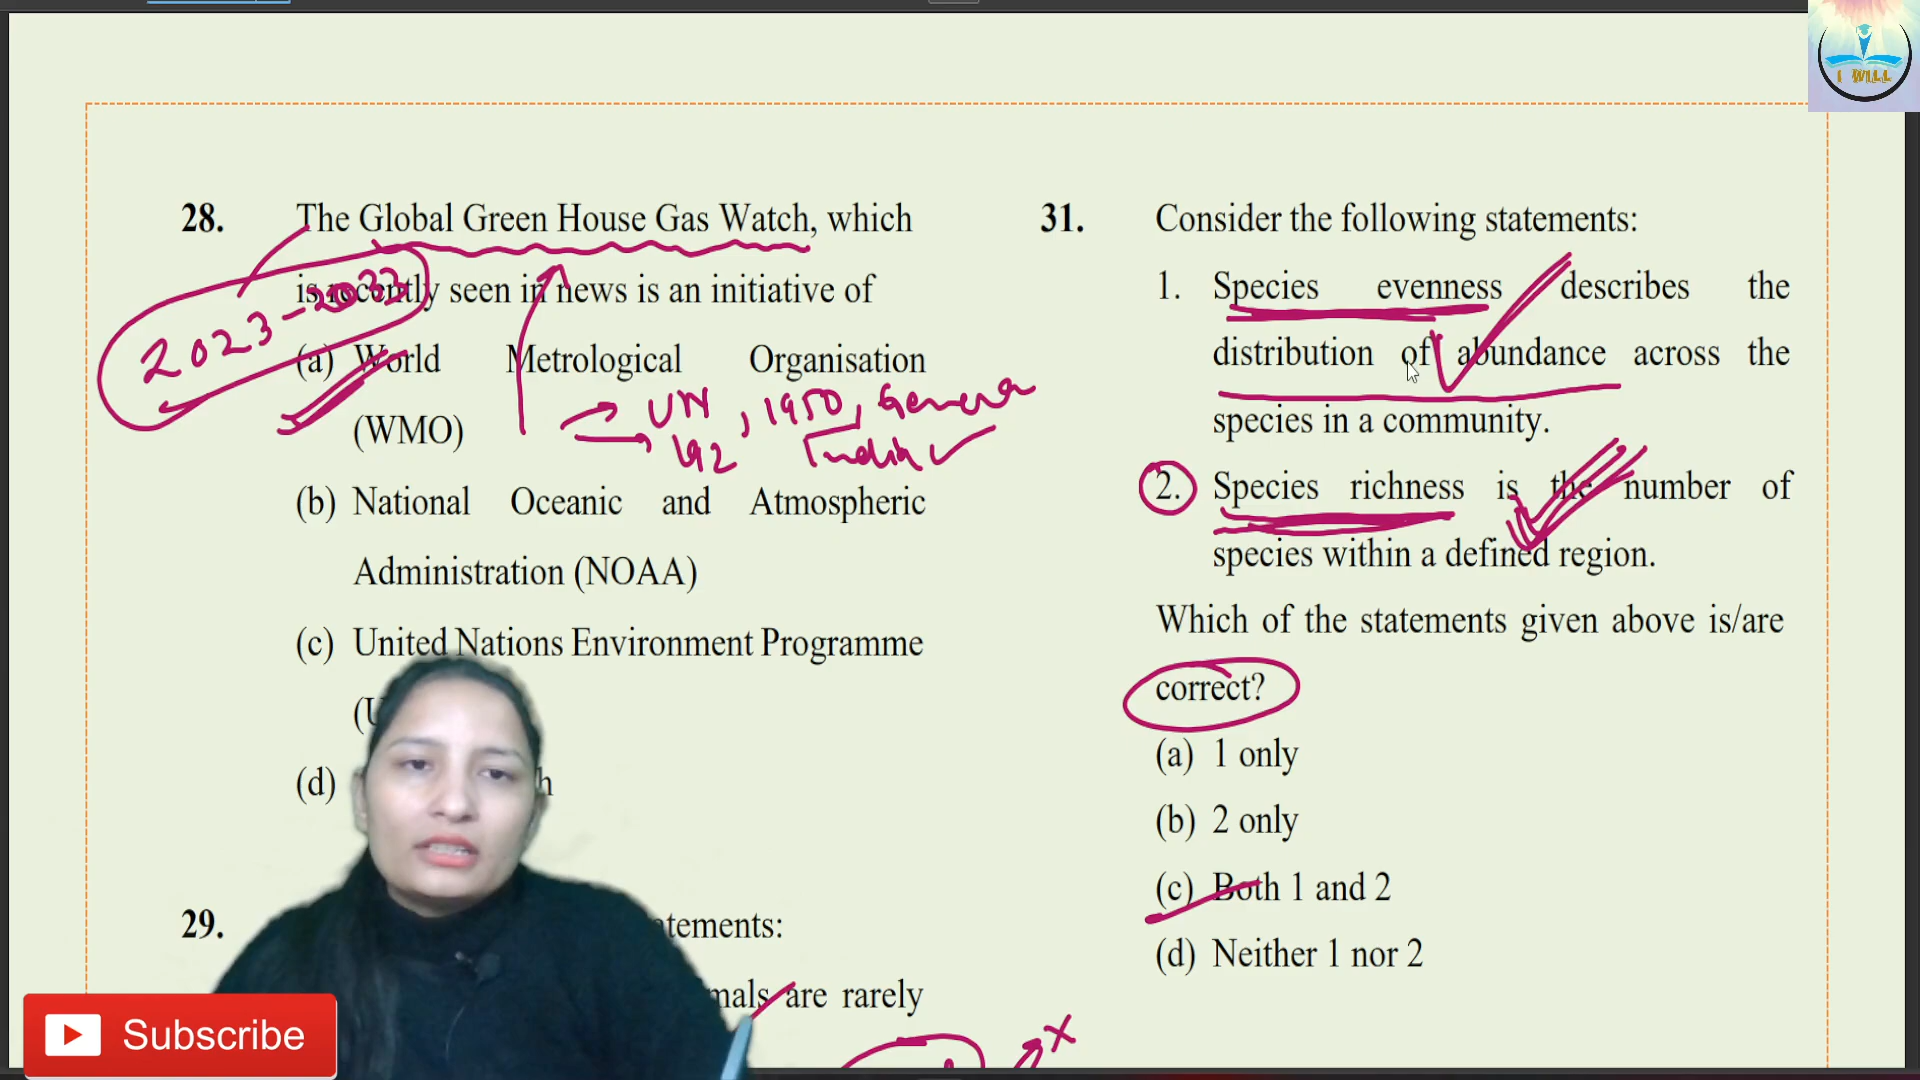 I WILL
28. The Global Green House Gas Watch, which
is recently seen in news is an initiative of
2023-2033
(a) World Metrological Organisation
(WMO)
UN, 1950, Geneva
192 India
(b) National Oceanic and Atmospheric
Administration (NOAA)
(c) United Nations Environment Programme
(U
(d) h
29. atements:
mals are rarely
Subscribe
31. Consider the following statements:
1. Species evenness describes the
distribution of abundance across the
species in a community.
2. Species richness is the number of
species within a defined region.
Which of the statements given above is/are
correct?
(a) 1 only
(b) 2 only
(c) Both 1 and 2
(d) Neither 1 nor 2